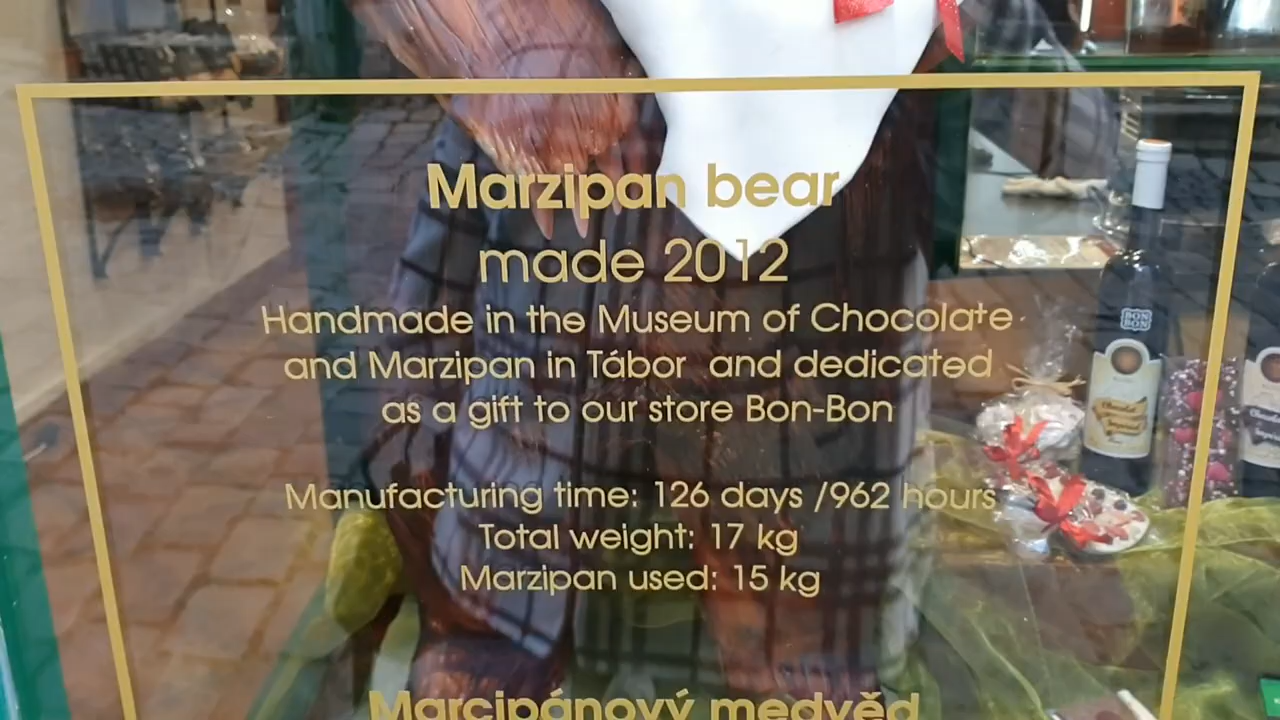 Marzipan bear
made 2012
Handmade in the Museum of Chocolate
and Marzipan in Tábor and dedicated
as a gift to our store Bon-Bon
Manufacturing time: 126 days /962 hours
Total weight: 17 kg
Marzipan used: 15 kg
Marcipánový medvěd
BON
BON